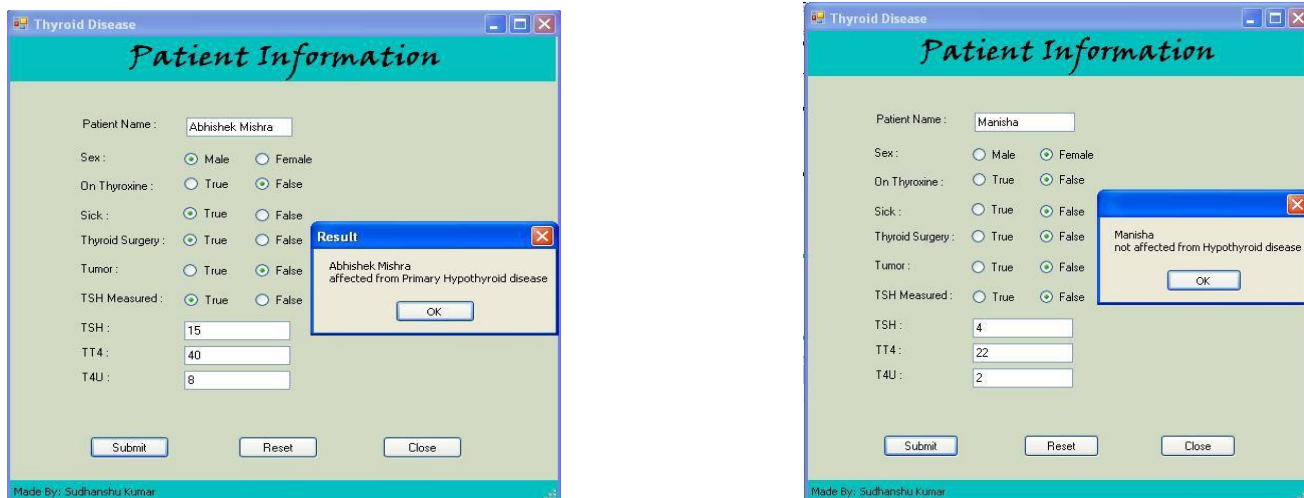 Thyroid Disease
Patient Information
Patient Name : Abhishek Mishra
Sex : Male Female
On Thyroxine : True False
Sick : True False
Thyroid Surgery : True False
Tumor : True False
TSH Measured : True False
TSH : 15
TT4 : 40
T4U : 8
Result
Abhishek Mishra
affected from Primary Hypothyroid disease
OK
Submit Reset Close
Made By: Sudhanshu Kumar
Thyroid Disease
Patient Information
Patient Name : Manisha
Sex : Male Female
On Thyroxine : True False
Sick : True False
Thyroid Surgery : True False
Tumor : True False
TSH Measured : True False
TSH : 4
TT4 : 22
T4U : 2
Manisha
not affected from Hypothyroid disease
OK
Submit Reset Close
Made By: Sudhanshu Kumar